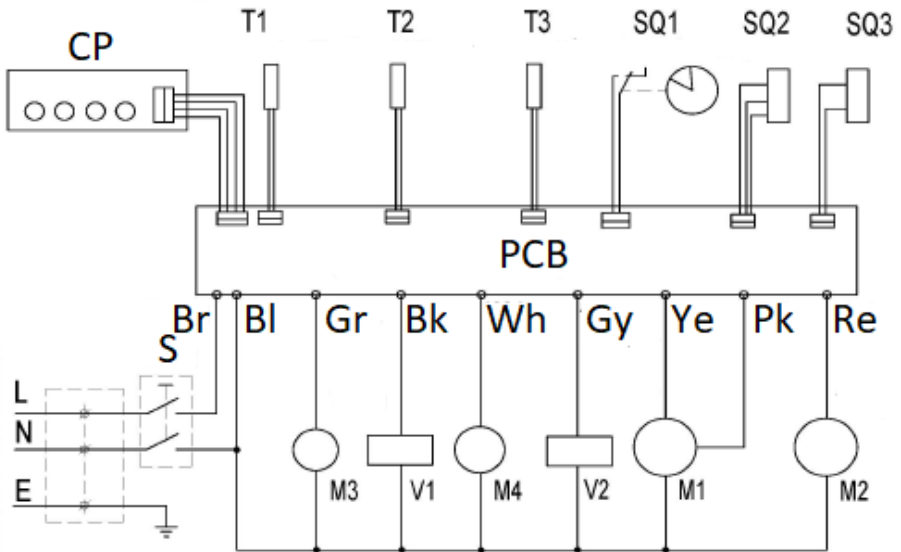 T1 T2 T3 SQ1 SQ2 SQ3
CP
PCB
Br Bl Gr Bk Wh Gy Ye Pk Re
S
L
N
E
M3 V1 M4 V2 M1 M2